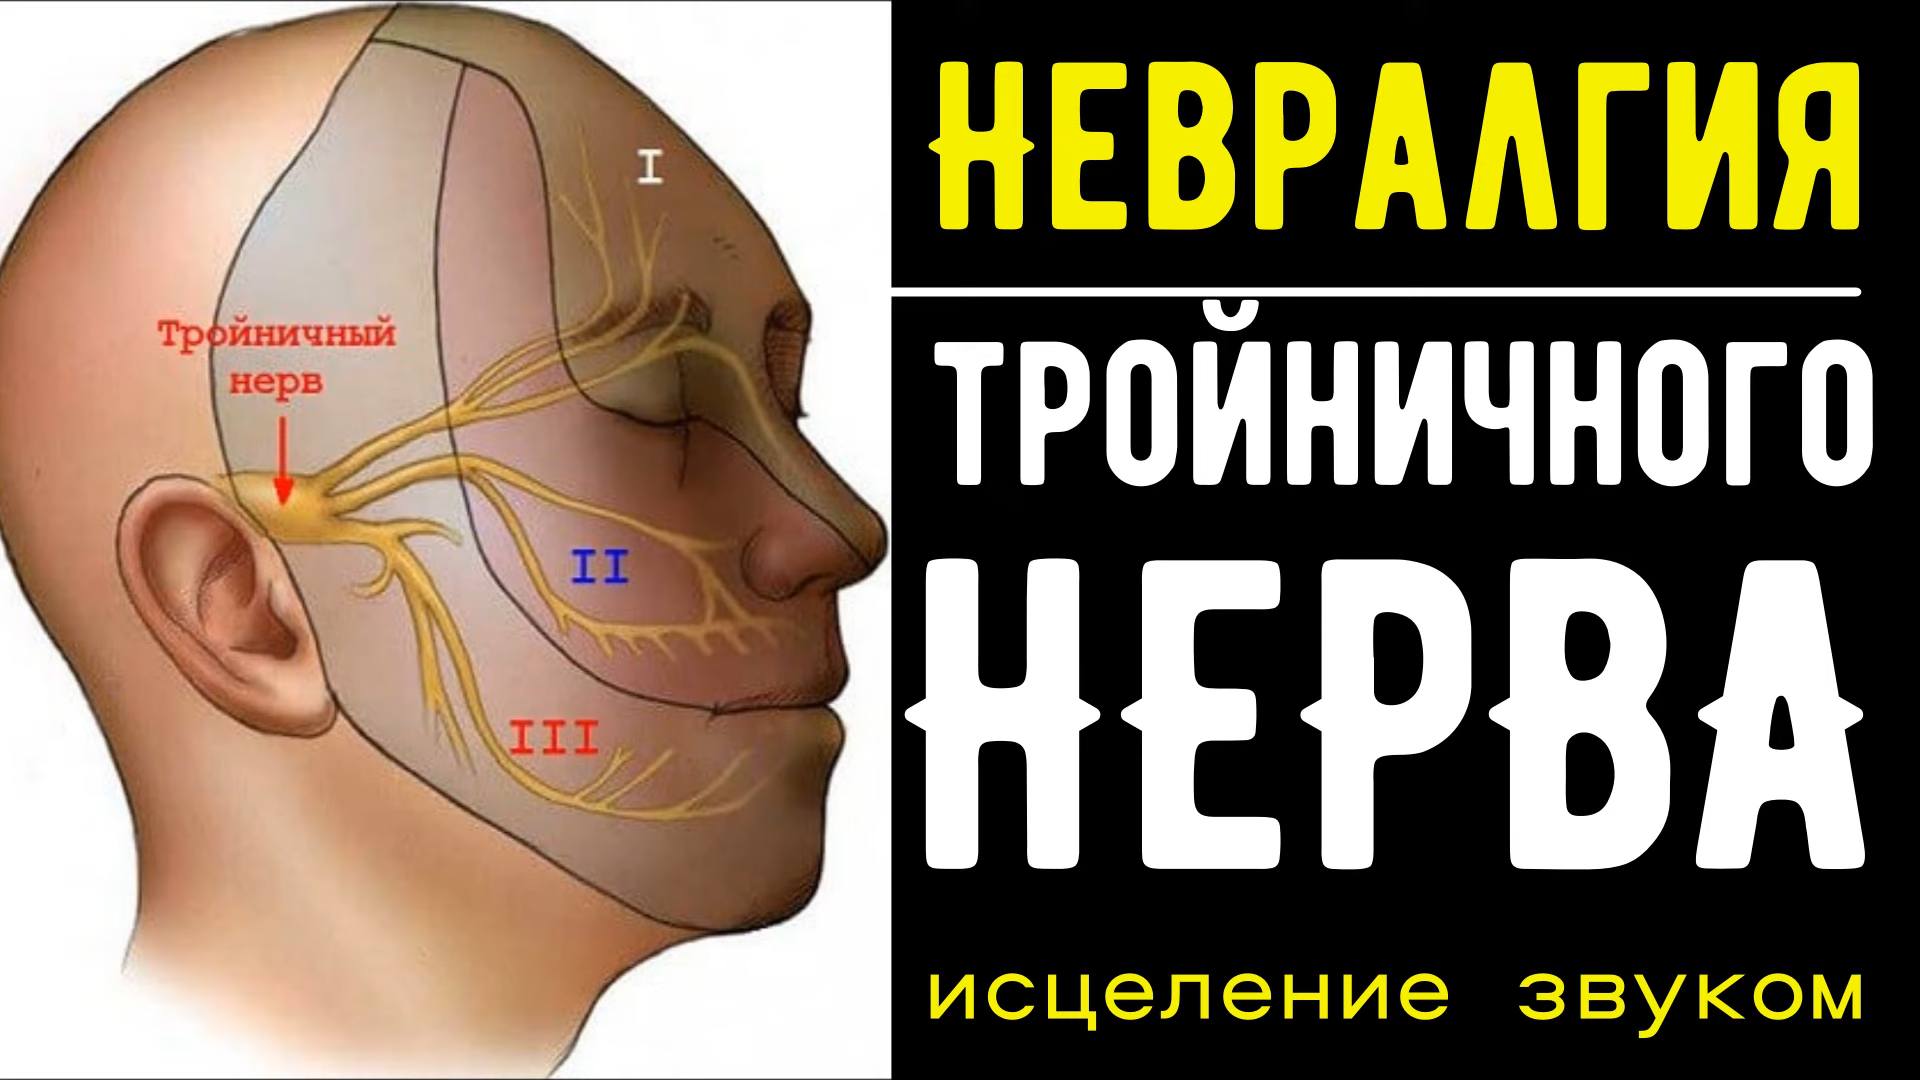 Тройничный
нерв
I
II
III
НЕВРАЛГИЯ
ТРОЙНИЧНОГО
НЕРВА
исцеление звуком